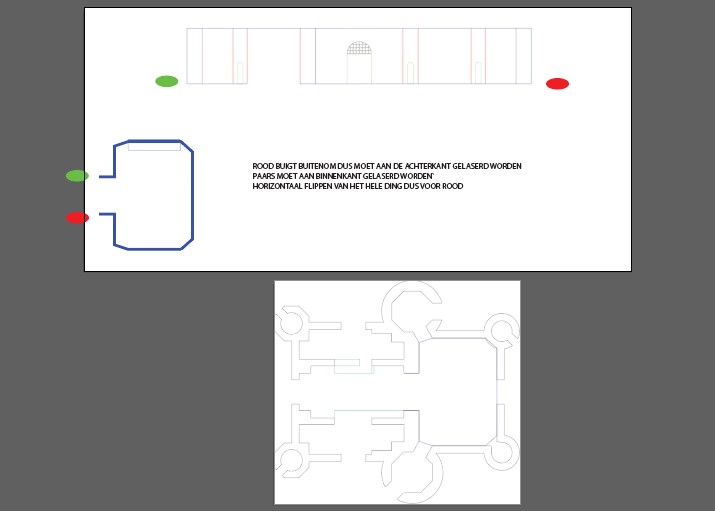 ROOD BUIGT BUITENOM DUS MOET AAN DE ACHTERKANT GELASERD WORDEN
PAARS MOET AAN BINNENKANT GELASERD WORDEN'
HORIZONTAAL FLIPPEN VAN HET HELE DING DUS VOOR ROOD